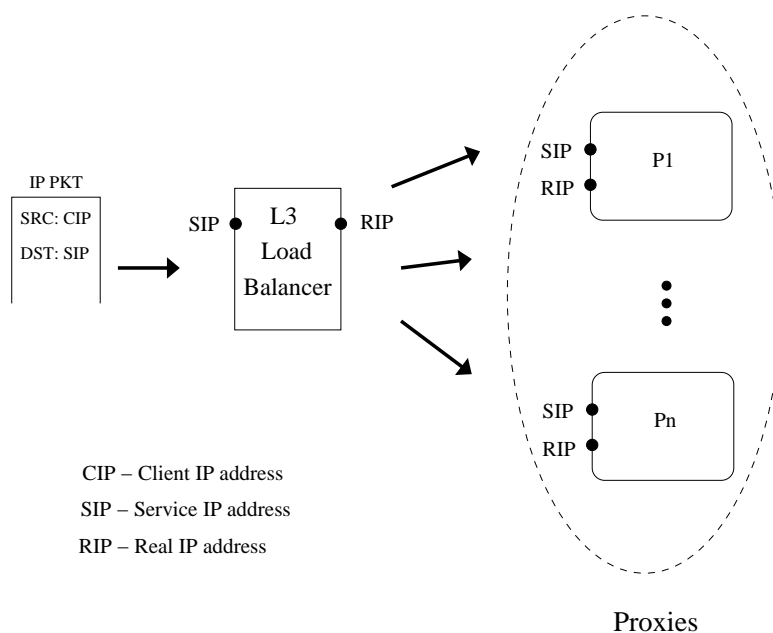 IP PKT
SRC: CIP
DST: SIP
SIP
L3
Load
Balancer
RIP
SIP
RIP
P1
SIP
RIP
Pn
CIP – Client IP address
SIP – Service IP address
RIP – Real IP address
Proxies